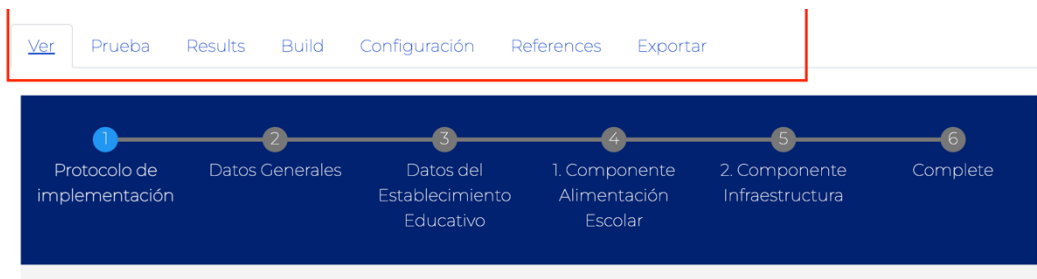 Ver Prueba Results Build Configuración References Exportar
1 2 3 4 5 6
Protocolo de implementación
Datos Generales
Datos del Establecimiento Educativo
1. Componente Alimentación Escolar
2. Componente Infraestructura
Complete